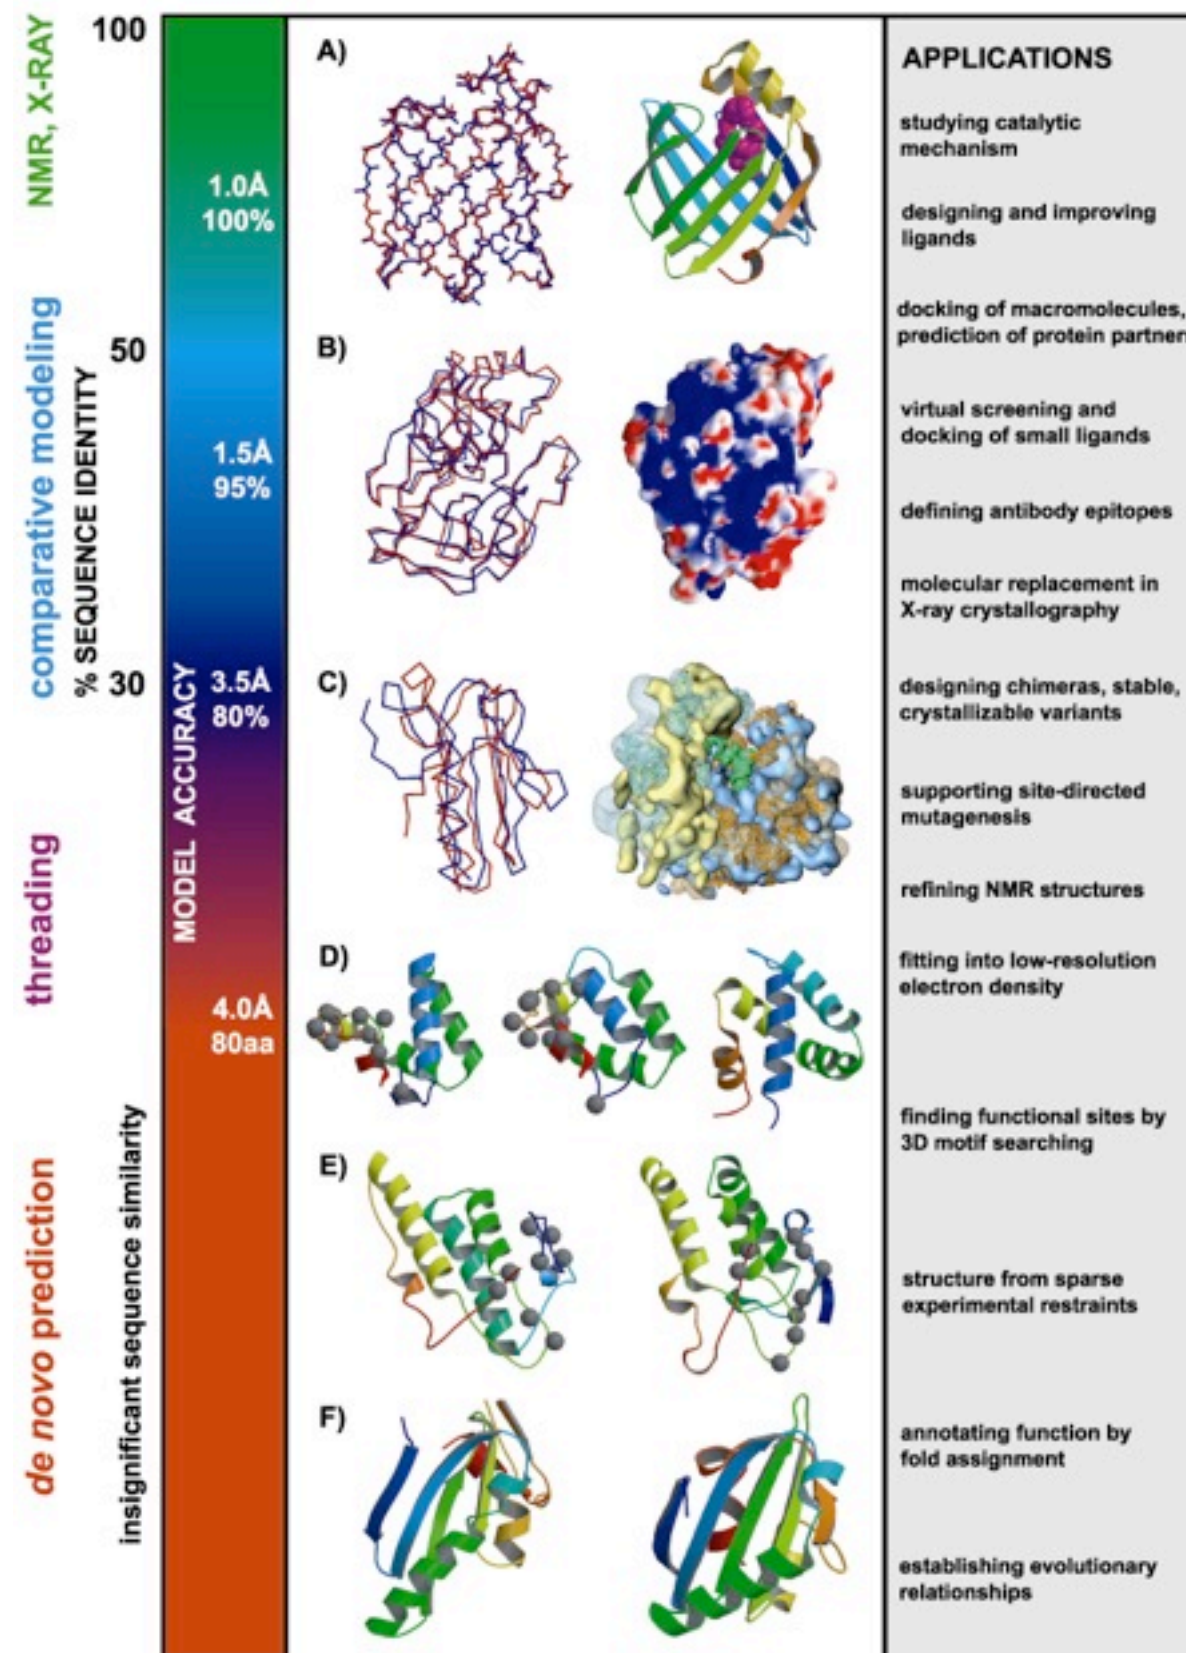 NMR, X-RAY
comparative modeling
threading
de novo prediction
% SEQUENCE IDENTITY
insignificant sequence similarity
100
50
30
MODEL ACCURACY
1.0Å
100%
1.5Å
95%
3.5Å
80%
4.0Å
80aa
A)
B)
C)
D)
E)
F)
APPLICATIONS
studying catalytic
mechanism
designing and improving
ligands
docking of macromolecules,
prediction of protein partner
virtual screening and
docking of small ligands
defining antibody epitopes
molecular replacement in
X-ray crystallography
designing chimeras, stable,
crystallizable variants
supporting site-directed
mutagenesis
refining NMR structures
fitting into low-resolution
electron density
finding functional sites by
3D motif searching
structure from sparse
experimental restraints
annotating function by
fold assignment
establishing evolutionary
relationships